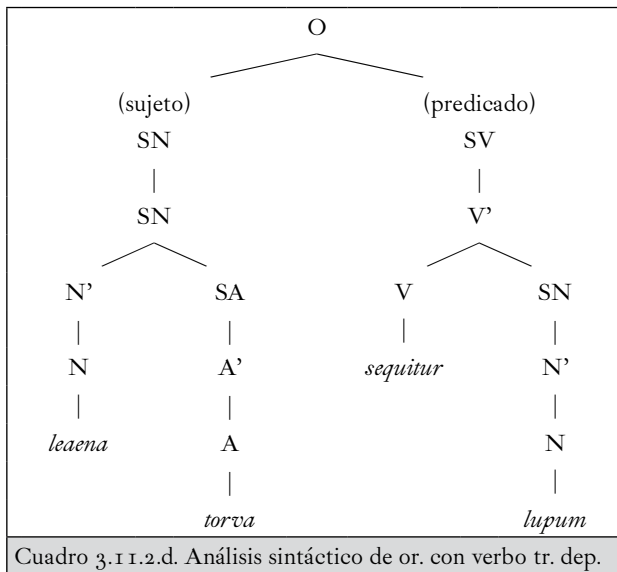 O
(sujeto) (predicado)
SN SV
SN V’
N’ SA V SN
N A’ sequitur N’
leaena A N
torva lupum
Cuadro 3.11.2.d. Análisis sintáctico de or. con verbo tr. dep.